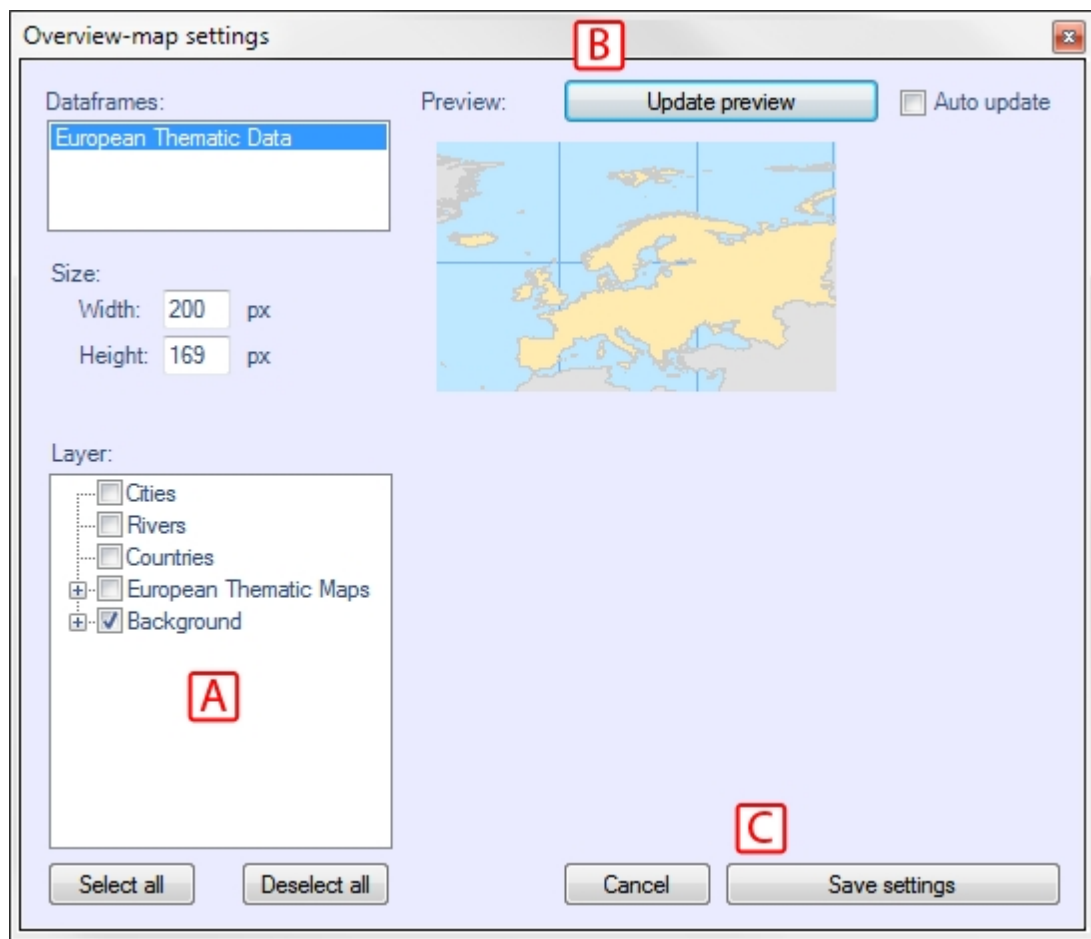 Overview-map settings
B
Dataframes:
Preview:
Update preview
Auto update
European Thematic Data
Size:
Width: 200 px
Height: 169 px
Layer:
Cities
Rivers
Countries
European Thematic Maps
Background
A
C
Select all
Deselect all
Cancel
Save settings